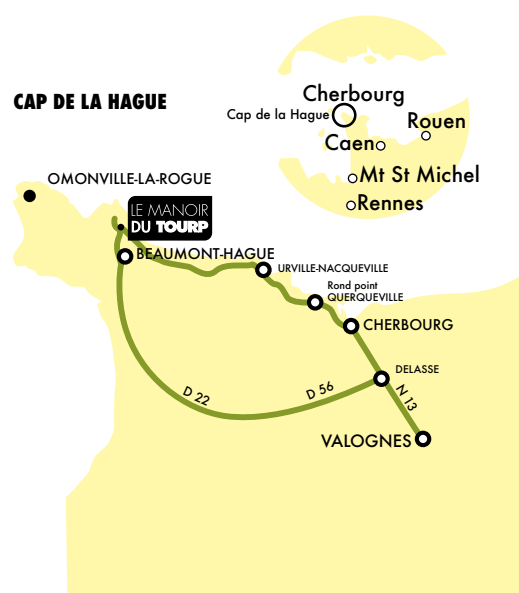 Cherbourg
CAP DE LA HAGUE
Cap de la Hague
Rouen
Caen
Mt St Michel
OMONVILLE-LA-ROGUE
Rennes
LE MANOIR
DU TOURP
BEAUMONT-HAGUE
URVILLE-NACQUEVILLE
Rond point
QUERQUEVILLE
CHERBOURG
DELASSE
D 22
D 56
N 13
VALOGNES